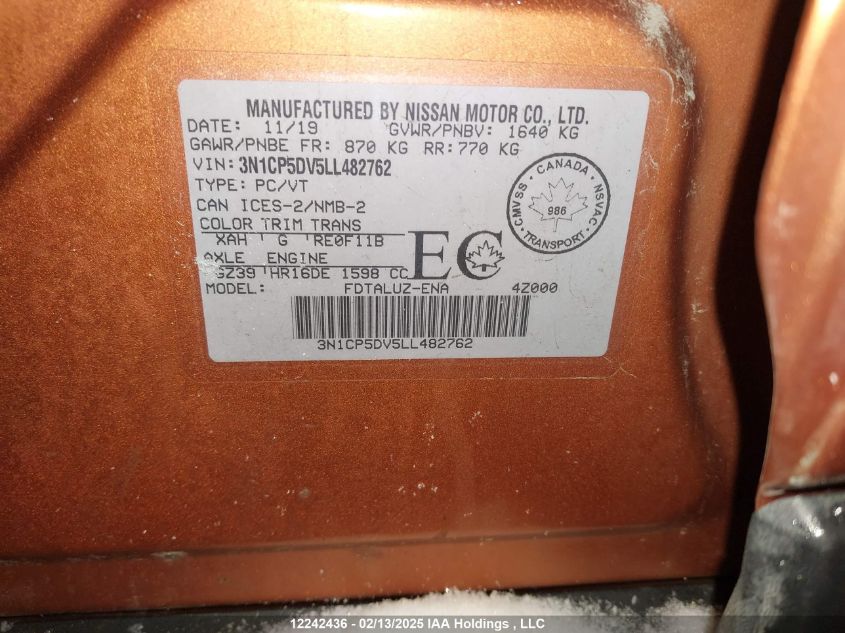 MANUFACTURED BY NISSAN MOTOR CO., LTD.
DATE: 11/19 GVWR/PNBV: 1640 KG
GAWR/PNBE FR: 870 KG RR: 770 KG
VIN: 3N1CP5DV5LL482762
TYPE: PC/VT
CAN ICES-2/NMB-2
COLOR TRIM TRANS
XAH G RE0F11B
AXLE ENGINE
SZ39 HR16DE 1598 CC
MODEL: FDTALUZ-ENA 4Z000
EC
CANADA
CMVSS
NSVAC
986
TRANSPORT
3N1CP5DV5LL482762
12242436 - 02/13/2025 IAA Holdings , LLC